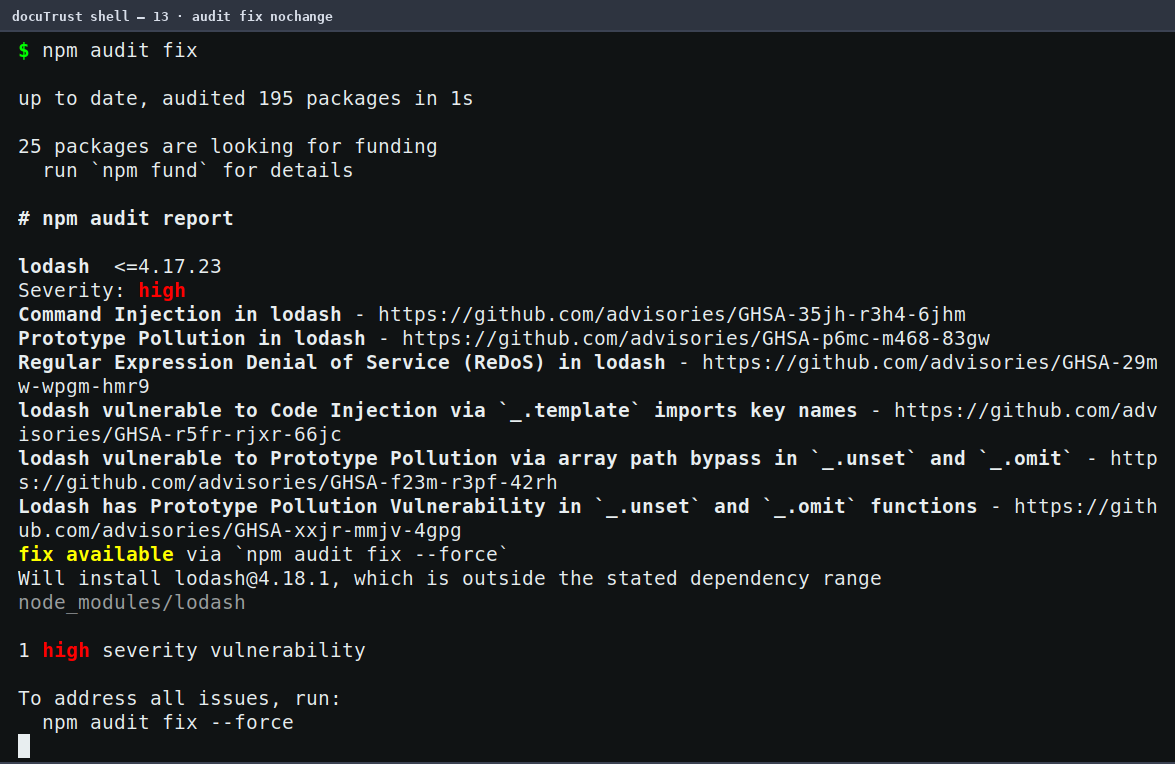 docuTrust shell — 13 · audit fix nochange
$ npm audit fix
up to date, audited 195 packages in 1s
25 packages are looking for funding
  run `npm fund` for details
# npm audit report
lodash  <=4.17.23
Severity: high
Command Injection in lodash - https://github.com/advisories/GHSA-35jh-r3h4-6jhm
Prototype Pollution in lodash - https://github.com/advisories/GHSA-p6mc-m468-83gw
Regular Expression Denial of Service (ReDoS) in lodash - https://github.com/advisories/GHSA-29m
w-wpgm-hmr9
lodash vulnerable to Code Injection via `_.template` imports key names - https://github.com/adv
isories/GHSA-r5fr-rjxr-66jc
lodash vulnerable to Prototype Pollution via array path bypass in `_.unset` and `_.omit` - http
s://github.com/advisories/GHSA-f23m-r3pf-42rh
Lodash has Prototype Pollution Vulnerability in `_.unset` and `_.omit` functions - https://gith
ub.com/advisories/GHSA-xxjr-mmjv-4gpg
fix available via `npm audit fix --force`
Will install lodash@4.18.1, which is outside the stated dependency range
node_modules/lodash
1 high severity vulnerability
To address all issues, run:
  npm audit fix --force